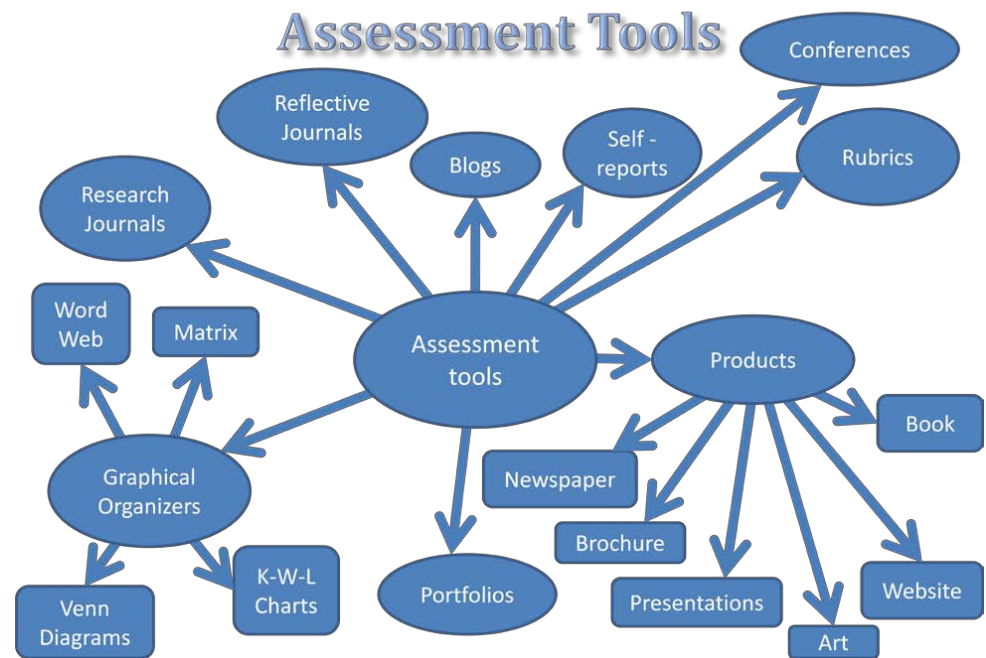 Assessment Tools
Conferences
Reflective
Journals
Self -
reports
Blogs
Rubrics
Research
Journals
Word
Web
Matrix
Assessment
tools
Products
Book
Graphical
Organizers
Newspaper
Brochure
Venn
Diagrams
K-W-L
Charts
Portfolios
Presentations
Art
Website